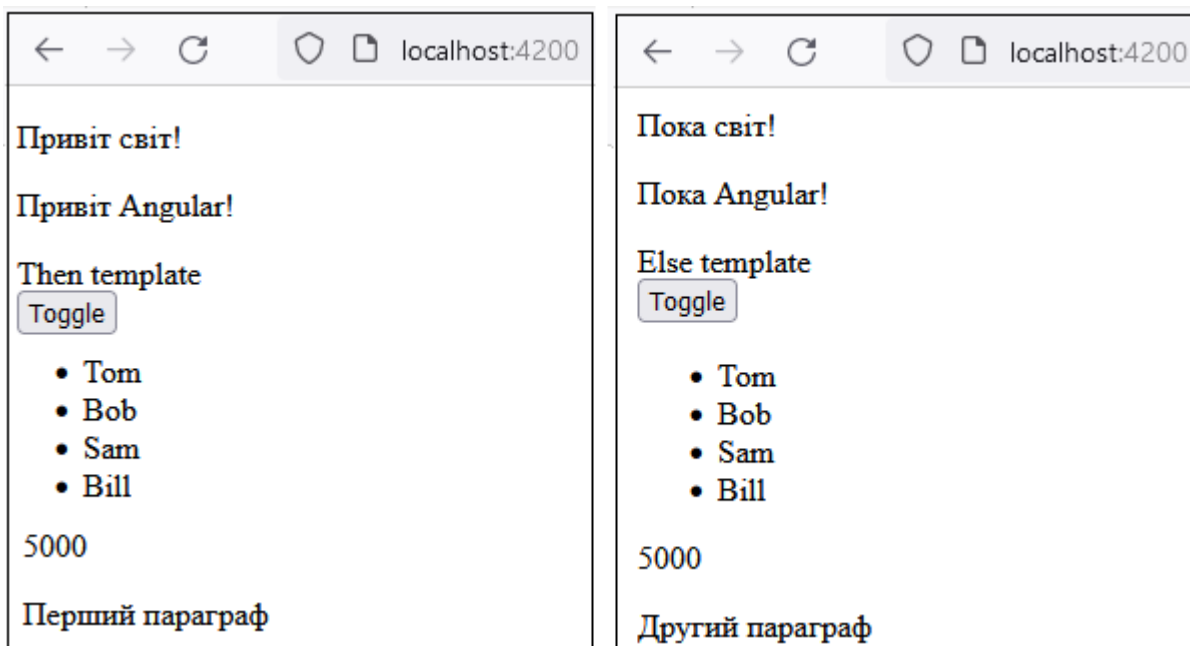 localhost:4200
Привіт світ!
Привіт Angular!
Then template
Toggle
Tom
Bob
Sam
Bill
5000
Перший параграф
localhost:4200
Пока світ!
Пока Angular!
Else template
Toggle
Tom
Bob
Sam
Bill
5000
Другий параграф